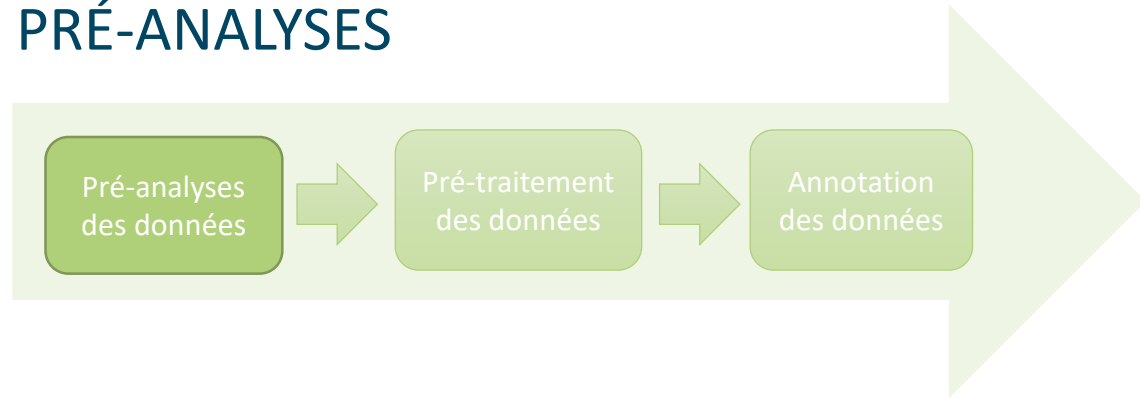 PRÉ-ANALYSES
Pré-analyses
des données
Pré-traitement
des données
Annotation
des données